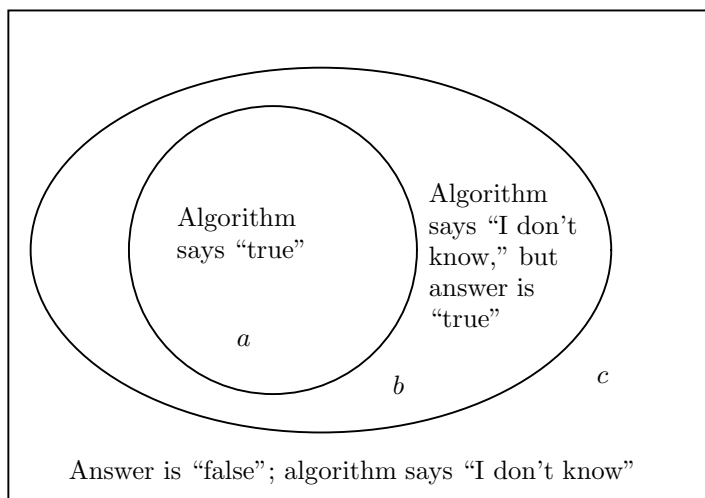 Algorithm
says “true”
Algorithm
says “I don't
know,” but
answer is
“true”
a
b
c
Answer is “false”; algorithm says “I don't know”